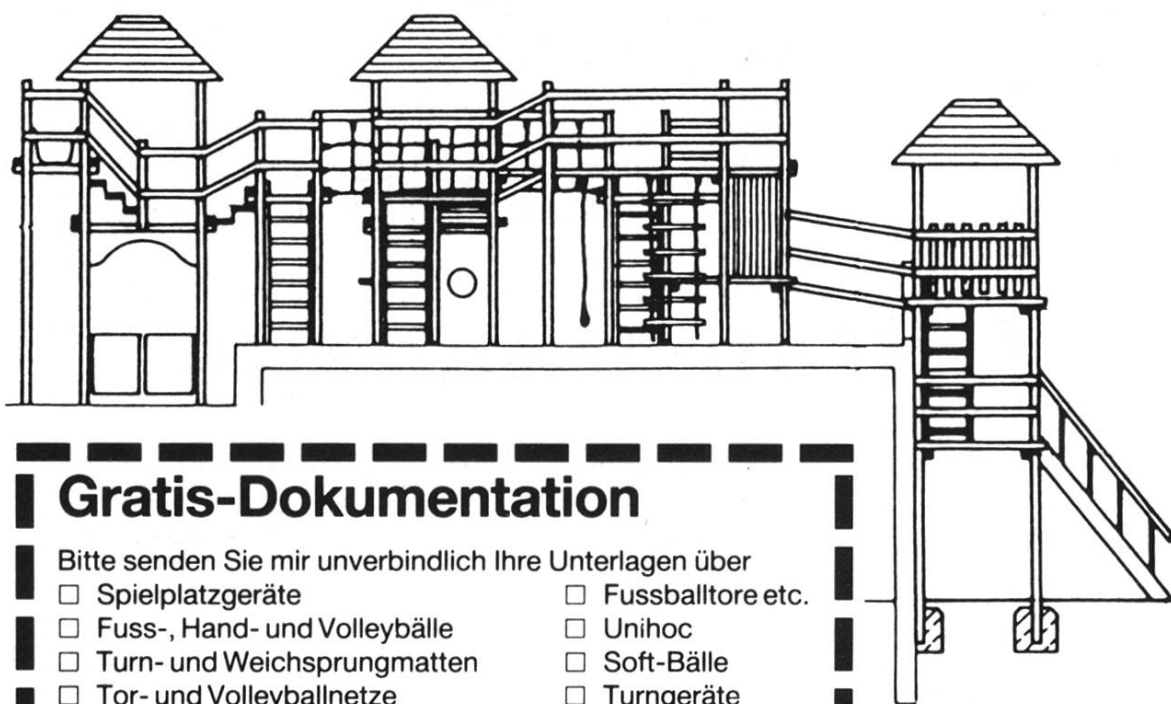 Gratis-Dokumentation
Bitte senden Sie mir unverbindlich Ihre Unterlagen über
☐ Spielplatzgeräte ☐ Fussballtore etc.
☐ Fuss-, Hand- und Volleybälle ☐ Unihoc
☐ Turn- und Weichsprungmatten ☐ Soft-Bälle
☐ Tor- und Volleyballnetze ☐ Turngeräte